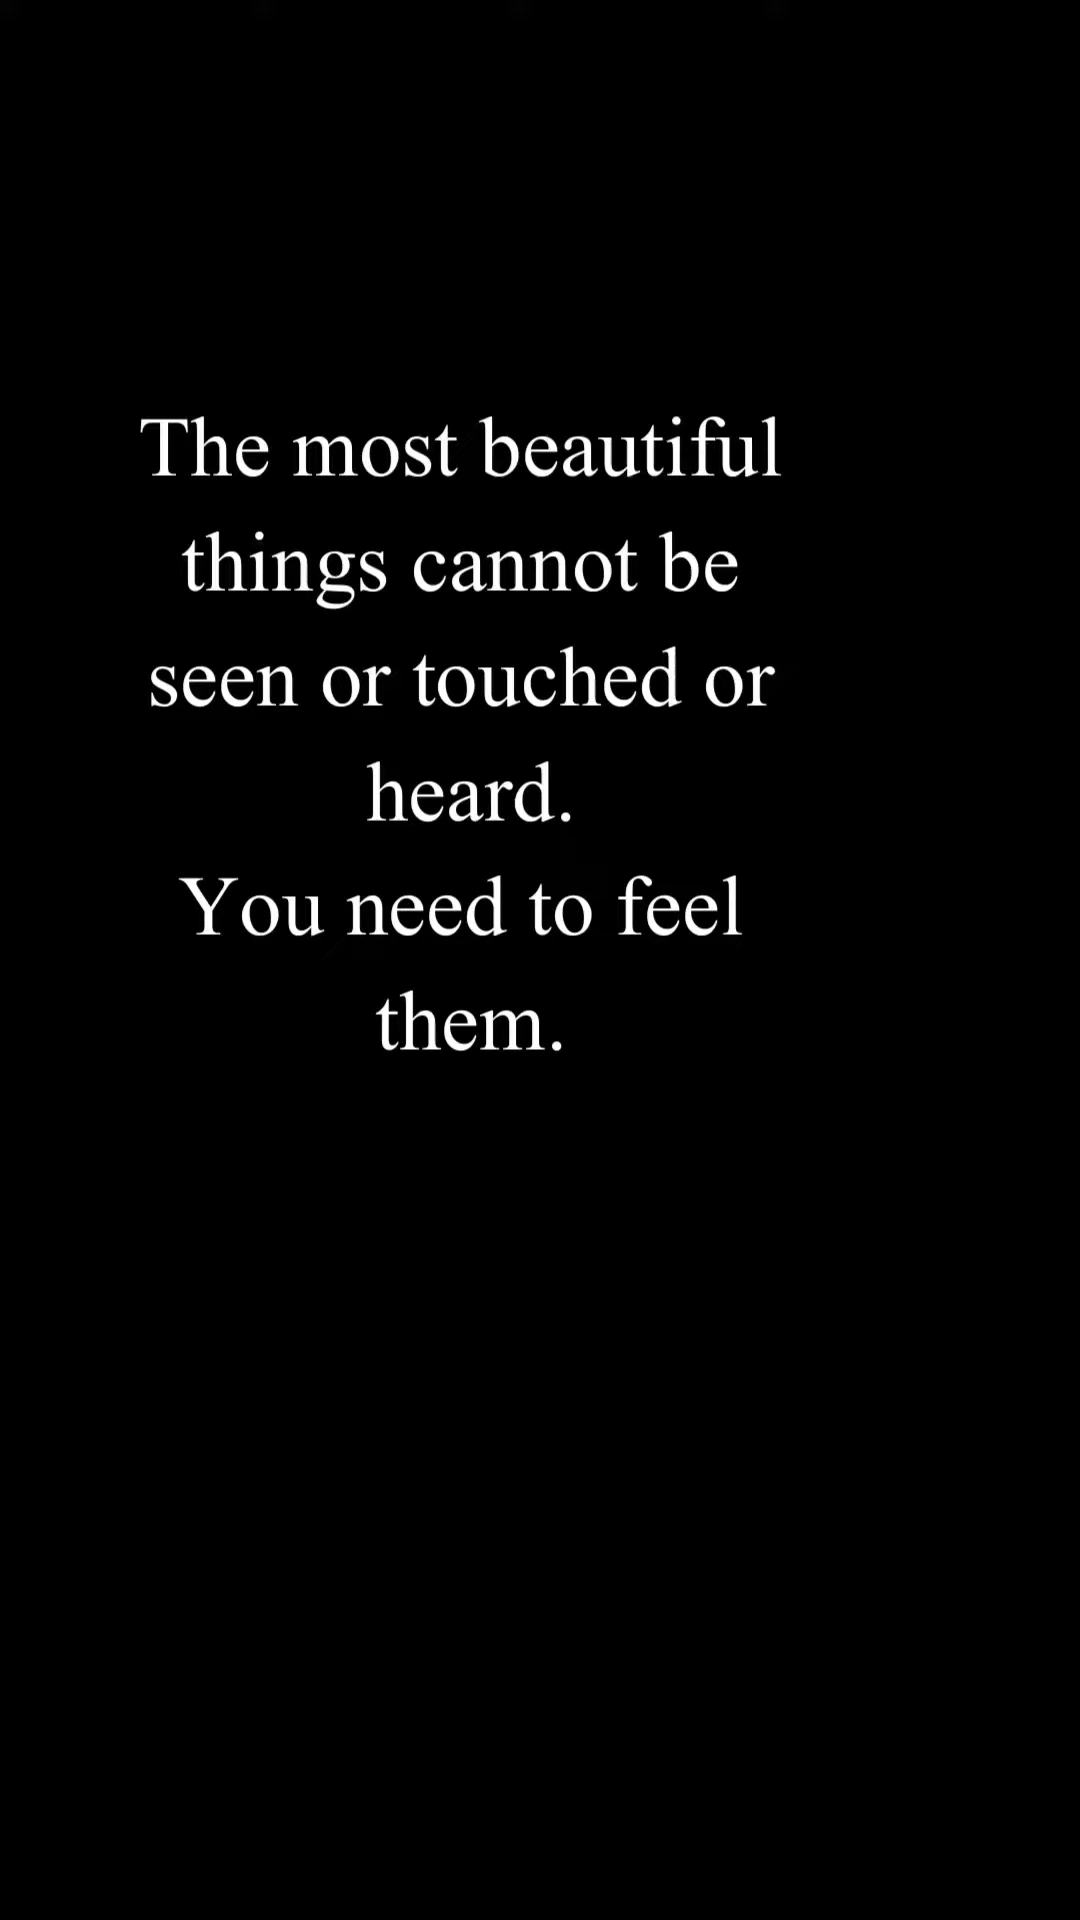 The most beautiful
things cannot be
seen or touched or
heard.
You need to feel
them.